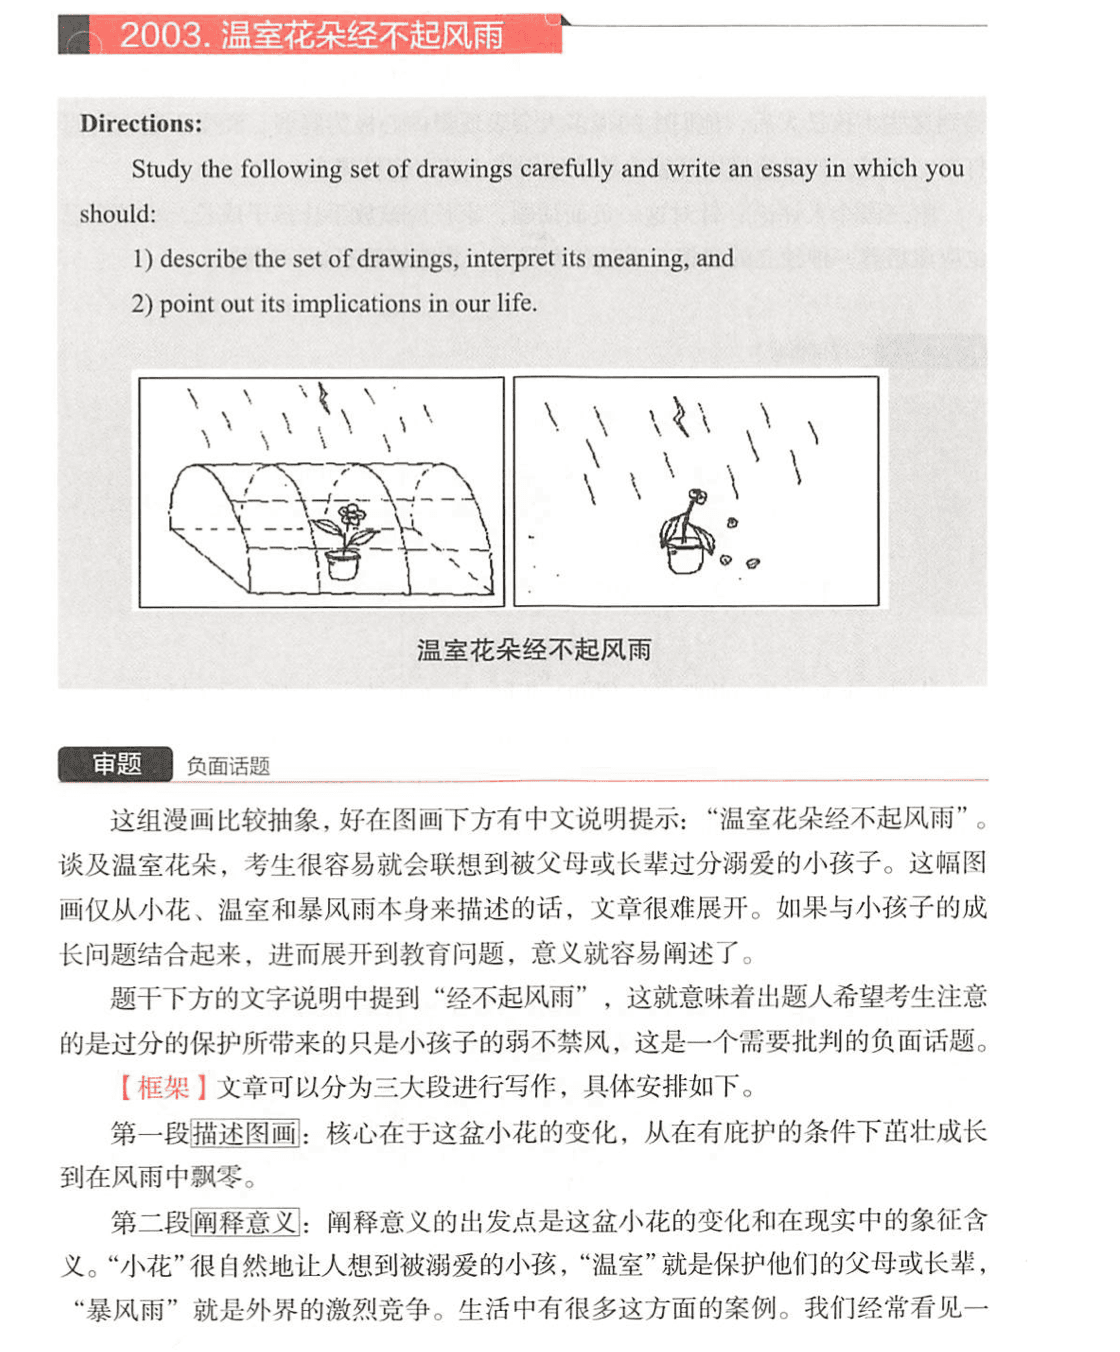 2003. 温室花朵经不起风雨
Directions:
Study the following set of drawings carefully and write an essay in which you
should:
1) describe the set of drawings, interpret its meaning, and
2) point out its implications in our life.
温室花朵经不起风雨
审题 负面话题
这组漫画比较抽象，好在图画下方有中文说明提示：“温室花朵经不起风雨”。
谈及温室花朵，考生很容易就会联想到被父母或长辈过分溺爱的小孩子。这幅图
画仅从小花、温室和暴风雨本身来描述的话，文章很难展开。如果与小孩子的成
长问题结合起来，进而展开到教育问题，意义就容易阐述了。
题干下方的文字说明中提到“经不起风雨”，这就意味着出题人希望考生注意
的是过分的保护所带来的只是小孩子的弱不禁风，这是一个需要批判的负面话题。
【框架】文章可以分为三大段进行写作，具体安排如下。
第一段描述图画：核心在于这盆小花的变化，从在有庇护的条件下茁壮成长
到在风雨中飘零。
第二段阐释意义：阐释意义的出发点是这盆小花的变化和在现实中的象征含
义。“小花”很自然地让人想到被溺爱的小孩，“温室”就是保护他们的父母或长辈，
“暴风雨”就是外界的激烈竞争。生活中有很多这方面的案例。我们经常看见一